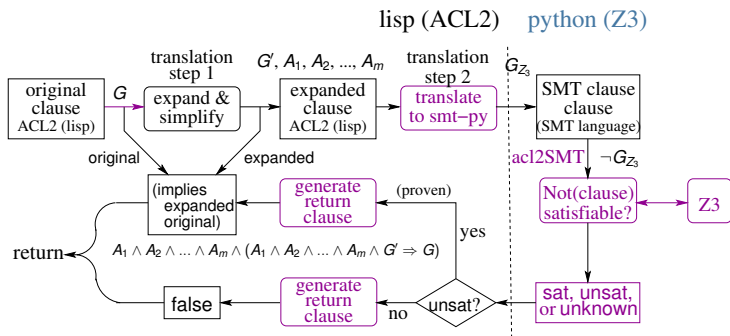 lisp (ACL2) python (Z3)
translation
step 1
G′, A₁, A₂, ..., Aₘ
translation
step 2
G_Z₃
original
clause
ACL2 (lisp)
G
expand &
simplify
expanded
clause
ACL2 (lisp)
translate
to smt−py
SMT clause
clause
(SMT language)
original
expanded
acl2SMT
¬G_Z₃
(implies
expanded
original)
generate
return
clause
(proven)
Not(clause)
satisfiable?
Z3
yes
return
A₁ ∧ A₂ ∧ ... ∧ Aₘ ∧ (A₁ ∧ A₂ ∧ ... ∧ Aₘ ∧ G′ ⇒ G)
false
generate
return
clause
no
unsat?
sat, unsat,
or unknown